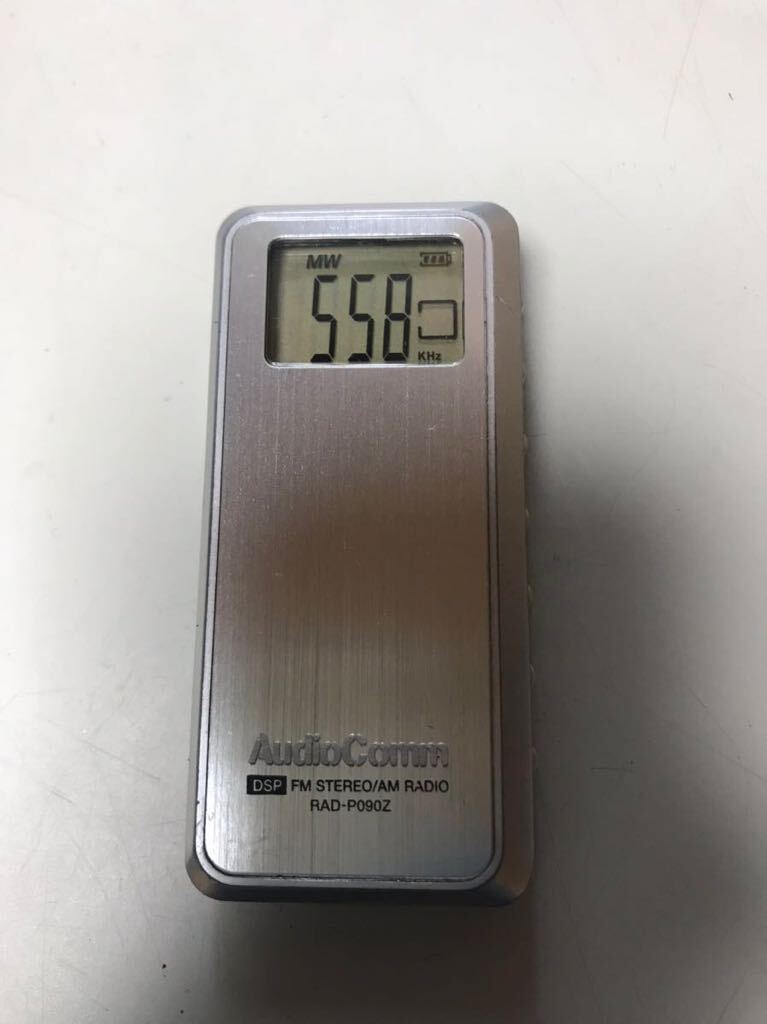 MW
558
KHz
AudioComm
DSP FM STEREO/AM RADIO
RAD-P090Z